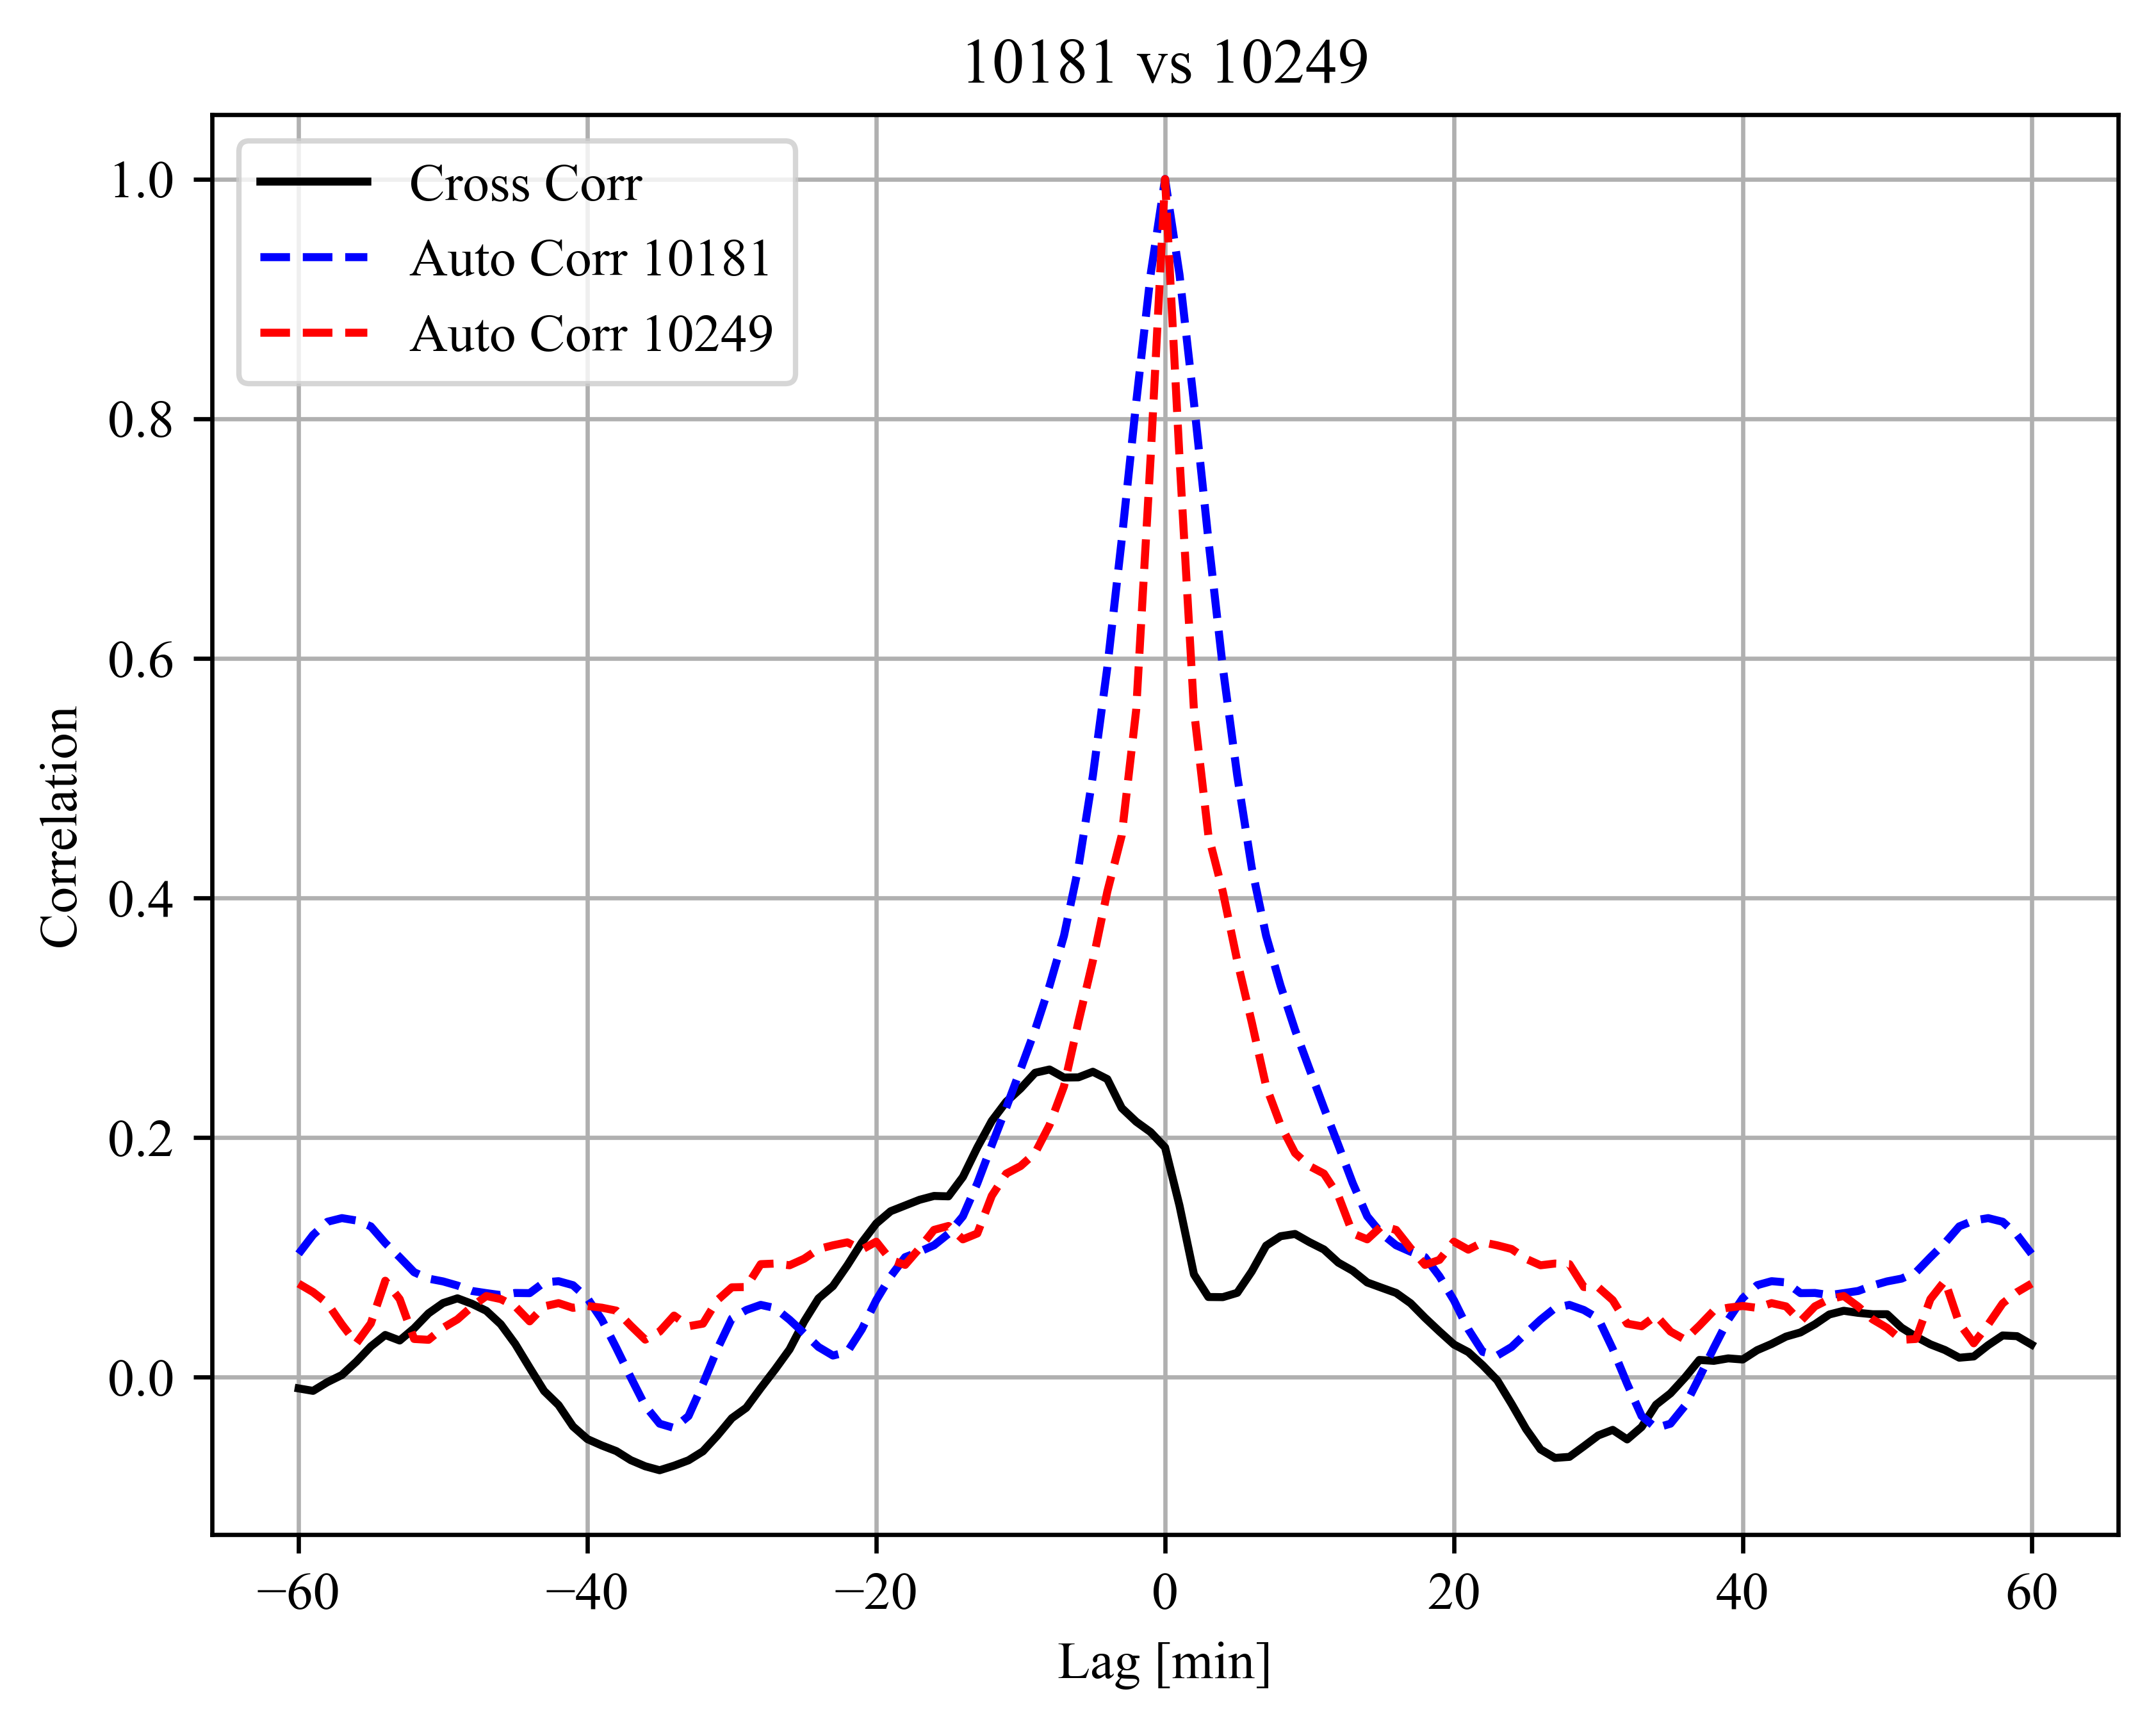 10181 vs 10249
Cross Corr
Auto Corr 10181
Auto Corr 10249
1.0
0.8
0.6
0.4
0.2
0.0
Correlation
−60 −40 −20 0 20 40 60
Lag [min]